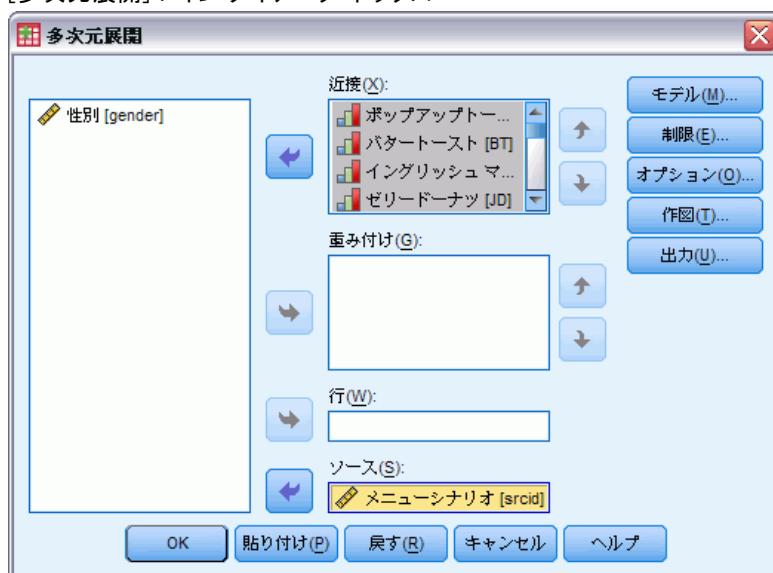 多次元展開
性別 [gender]
近接(X):
ポップアップトー...
バタートースト [BT]
イングリッシュ マ...
ゼリードーナツ [JD]
重み付け(G):
行(W):
ソース(S):
メニューシナリオ [srcid]
モデル(M)...
制限(E)...
オプション(O)...
作図(T)...
出力(U)...
OK
貼り付け(P)
戻す(R)
キャンセル
ヘルプ